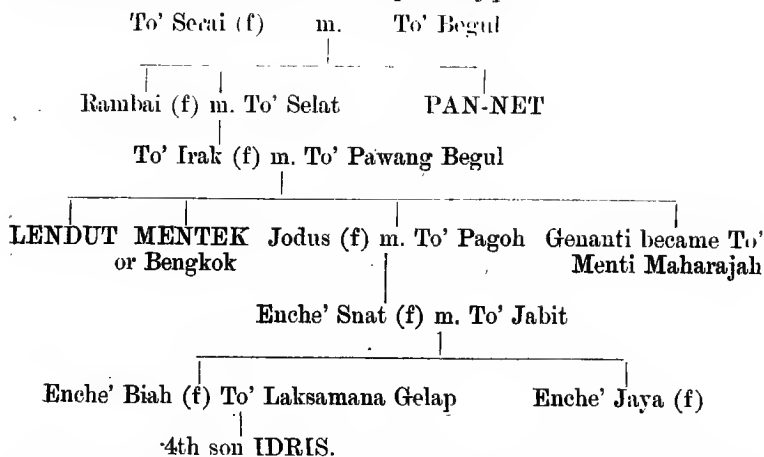 To' Serai (f) m. To' Begul
Rambai (f) m. To' Selat PAN-NET
To' Irak (f) m. To' Pawang Begul
LENDUT MENTEK Jodus (f) m. To' Pagoh Genanti became To'
or Bengkok Menti Maharajah
Enche' Snat (f) m. To' Jabit
Enche' Biah (f) To' Laksamana Gelap Enche' Jaya (f)
4th son IDRIS.